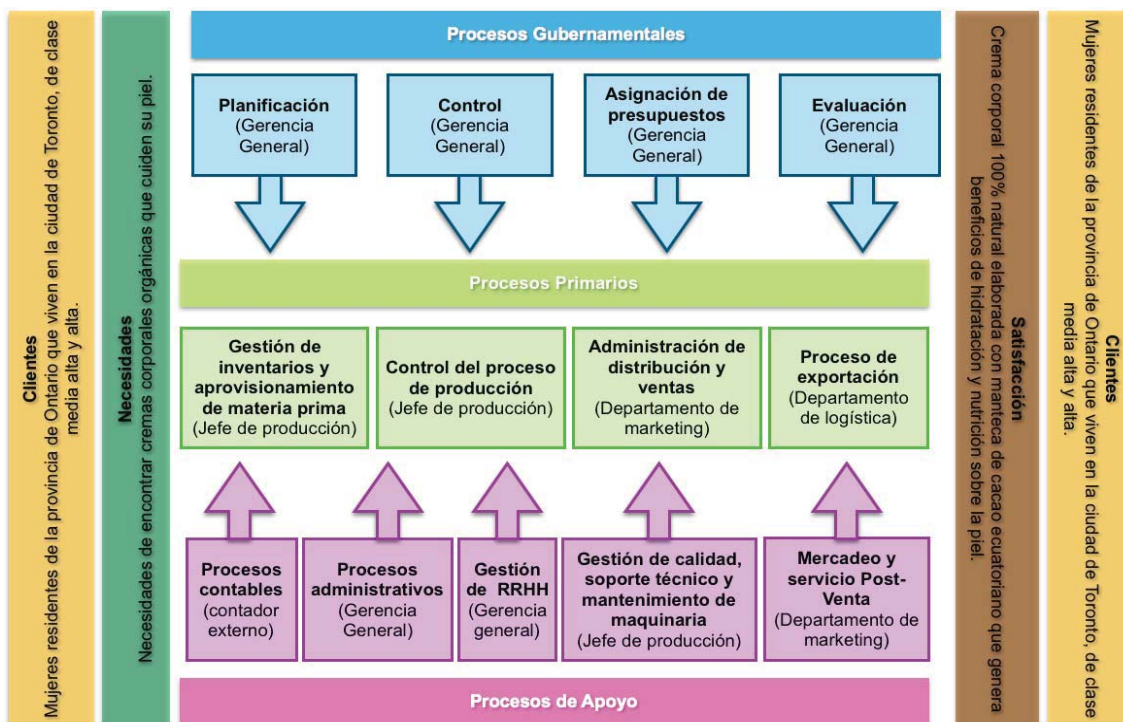 Clientes
Mujeres residentes de la provincia de Ontario que viven en la ciudad de Toronto, de clase
media alta y alta.
Necesidades
Necesidades de encontrar cremas corporales orgánicas que cuiden su piel.
Procesos Gubernamentales
Planificación
(Gerencia
General)
Control
(Gerencia
General)
Asignación de
presupuestos
(Gerencia
General)
Evaluación
(Gerencia
General)
Procesos Primarios
Gestión de
inventarios y
aprovisionamiento
de materia prima
(Jefe de producción)
Control del proceso
de producción
(Jefe de producción)
Administración de
distribución y
ventas
(Departamento de
marketing)
Proceso de
exportación
(Departamento
de logística)
Procesos
contables
(contador
externo)
Procesos
administrativos
(Gerencia
General)
Gestión
de RRHH
(Gerencia
general)
Gestión de calidad,
soporte técnico y
mantenimiento de
maquinaria
(Jefe de producción)
Mercadeo y
servicio Post-
Venta
(Departamento de
marketing)
Procesos de Apoyo
Satisfacción
Crema corporal 100% natural elaborada con manteca de cacao ecuatoriano que genera
beneficios de hidratación y nutrición sobre la piel.
Clientes
Mujeres residentes de la provincia de Ontario que viven en la ciudad de Toronto, de clase
media alta y alta.